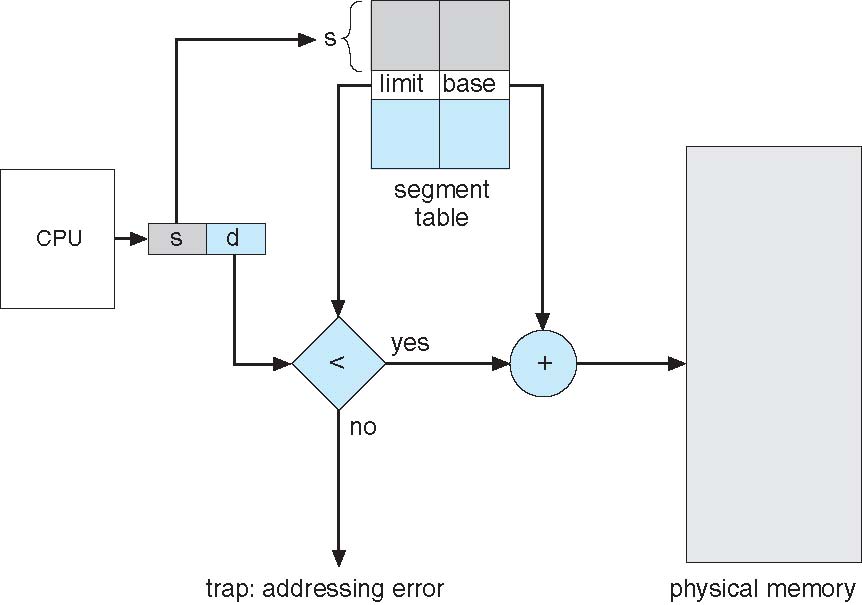 s
limit base
segment
table
CPU
s d
<
yes
+
no
trap: addressing error
physical memory